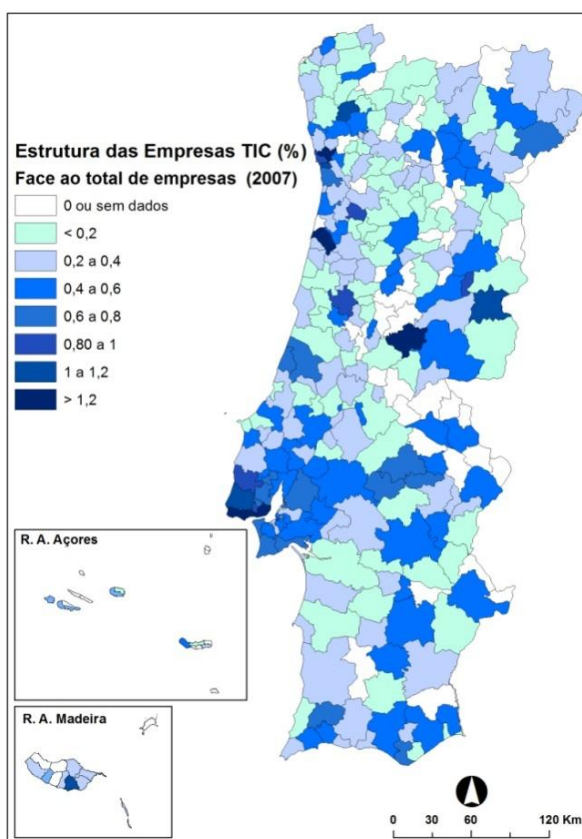 Estrutura das Empresas TIC (%)
Face ao total de empresas (2007)
0 ou sem dados
< 0,2
0,2 a 0,4
0,4 a 0,6
0,6 a 0,8
0,80 a 1
1 a 1,2
> 1,2
R. A. Açores
R. A. Madeira
0 30 60 120 Km